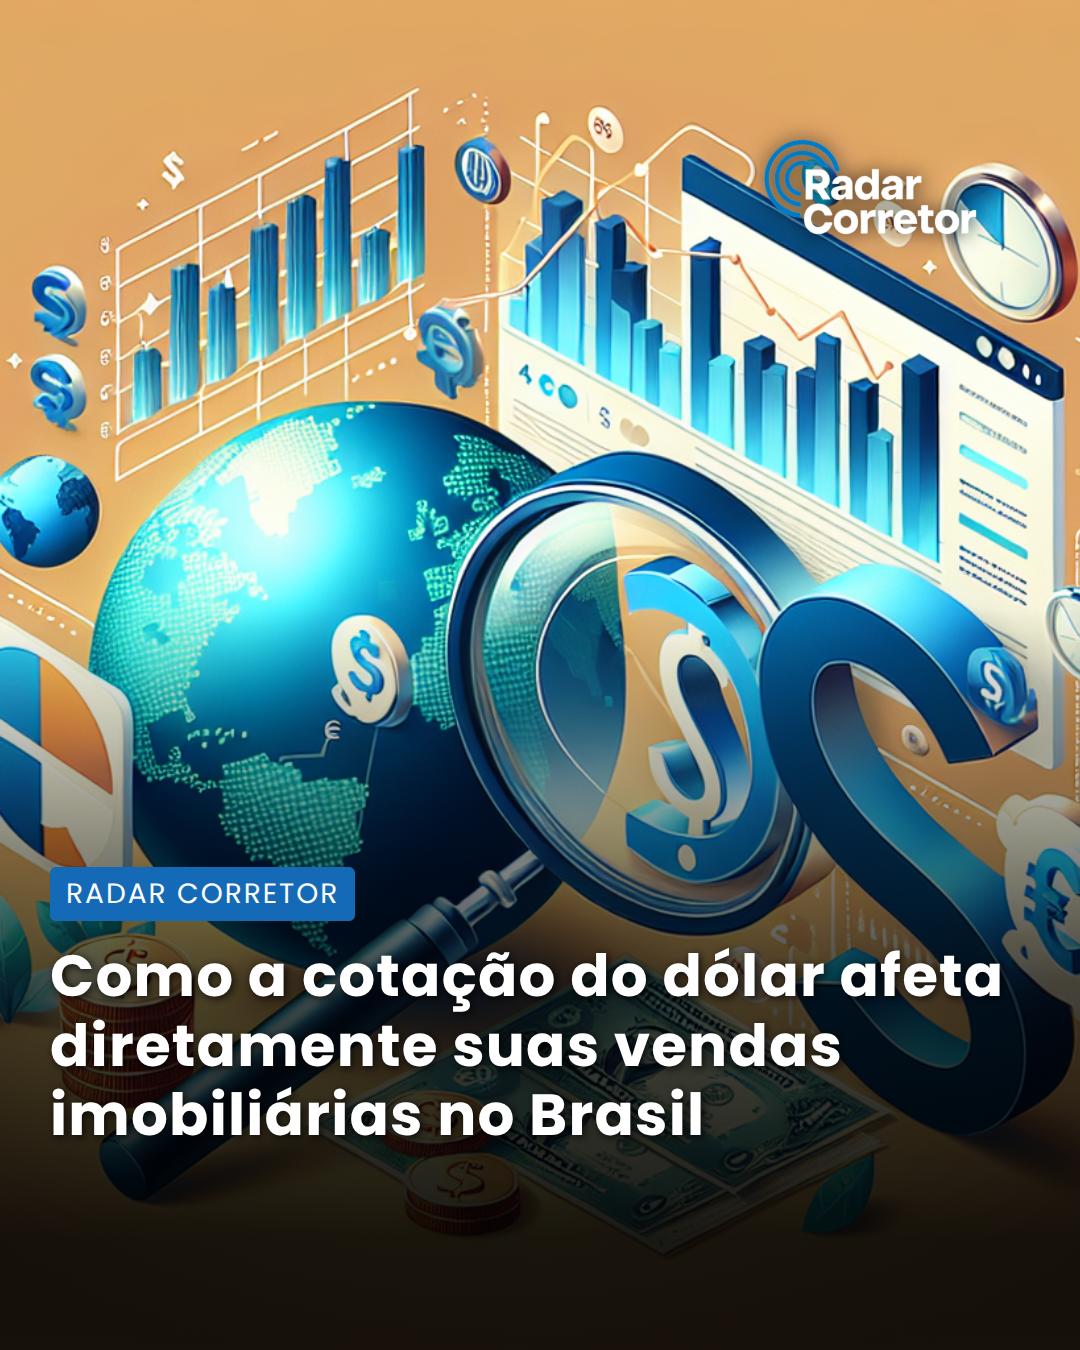 Radar
Corretor
RADAR CORRETOR
Como a cotação do dólar afeta
diretamente suas vendas
imobiliárias no Brasil